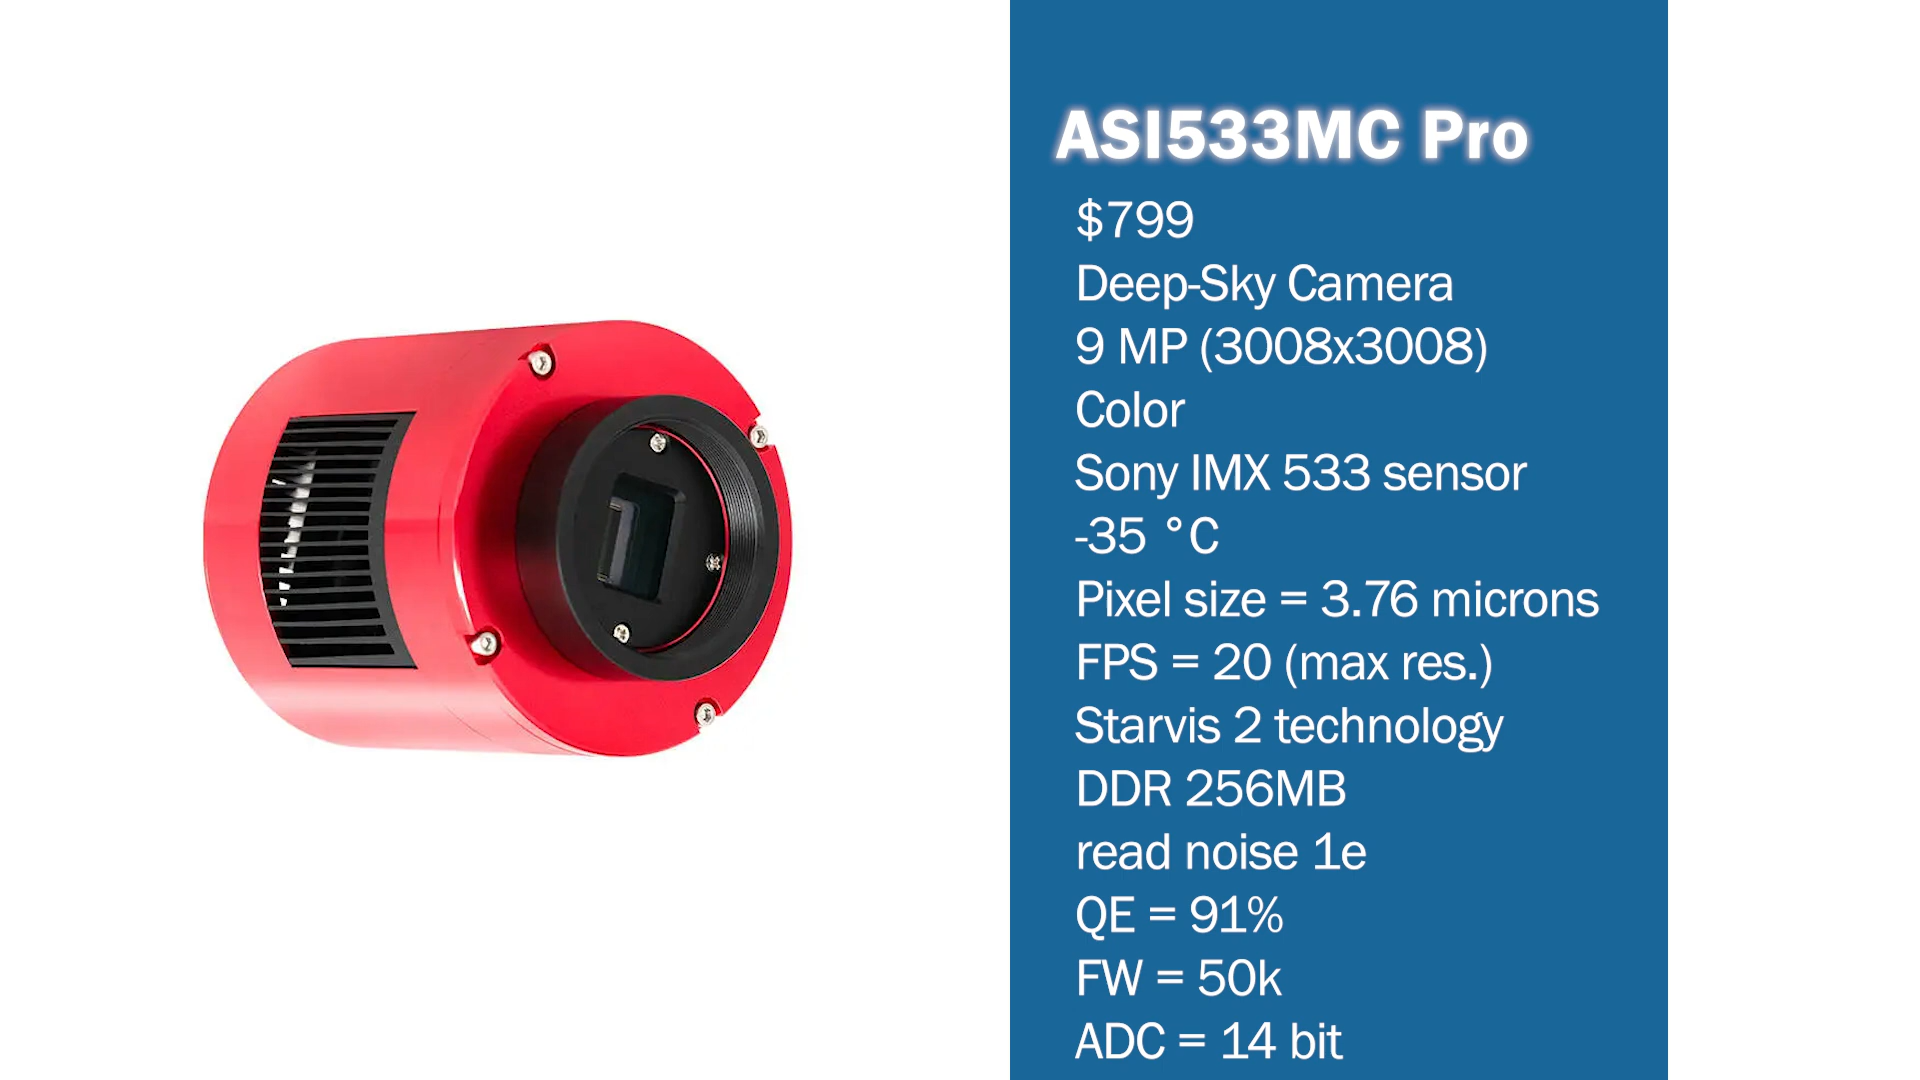 ASI533MC Pro
$799
Deep-Sky Camera
9 MP (3008x3008)
Color
Sony IMX 533 sensor
-35 °C
Pixel size = 3.76 microns
FPS = 20 (max res.)
Starvis 2 technology
DDR 256MB
read noise 1e
QE = 91%
FW = 50k
ADC = 14 bit